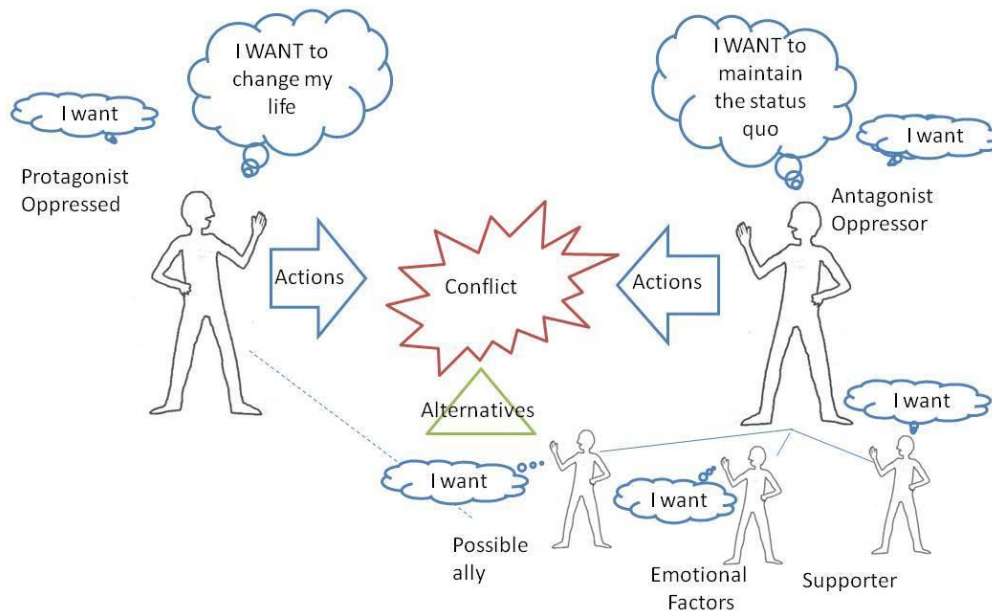 I WANT to
change my
life
I WANT to
maintain
the status
quo
I want
I want
Protagonist
Oppressed
Antagonist
Oppressor
Actions
Conflict
Actions
Alternatives
I want
I want
I want
Possible
ally
Emotional
Factors
Supporter